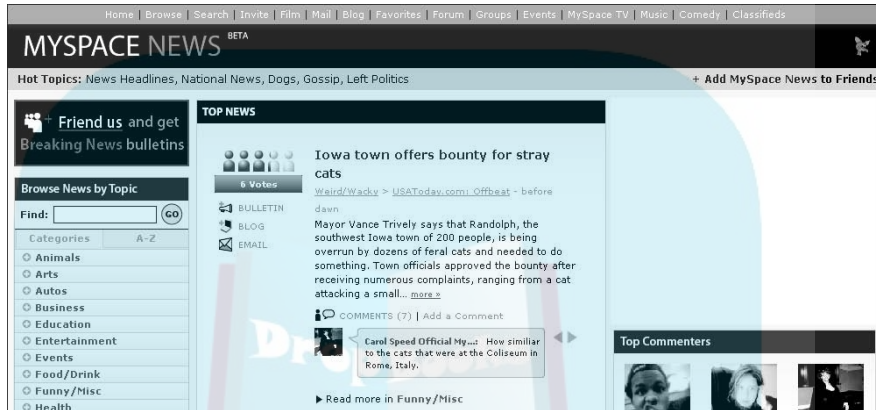 Home | Browse | Search | Invite | Film | Mail | Blog | Favorites | Forum | Groups | Events | MySpace TV | Music | Comedy | Classifieds
MYSPACE NEWS BETA
Hot Topics: News Headlines, National News, Dogs, Gossip, Left Politics
+ Add MySpace News to Friends
+ Friend us and get
Breaking News bulletins
Browse News by Topic
Find: GO
Categories A-Z
Animals
Arts
Autos
Business
Education
Entertainment
Events
Food/Drink
Funny/Misc
Health
TOP NEWS
6 Votes
BULLETIN
BLOG
EMAIL
Iowa town offers bounty for stray
cats
Weird/Wacky > USAToday.com: Offbeat - before
dawn
Mayor Vance Trively says that Randolph, the
southwest Iowa town of 200 people, is being
overrun by dozens of feral cats and needed to do
something. Town officials approved the bounty after
receiving numerous complaints, ranging from a cat
attacking a small... more »
COMMENTS (7) | Add a Comment
Carol Speed Official My...: How similiar
to the cats that were at the Coliseum in
Rome, Italy.
Read more in Funny/Misc
Top Commenters